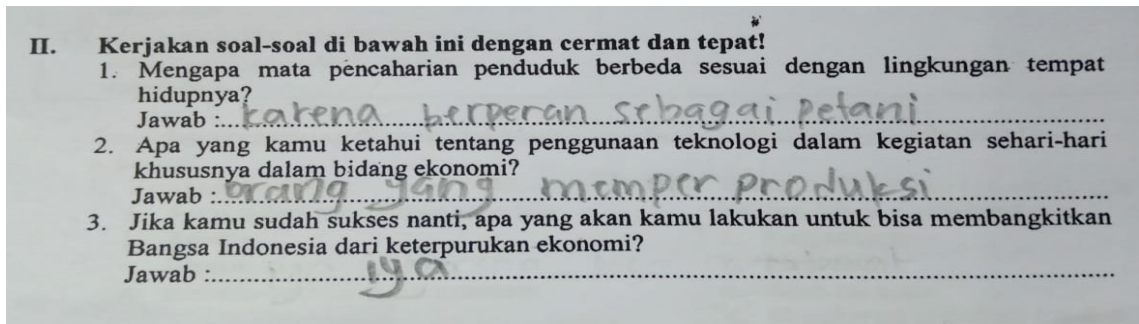 II. Kerjakan soal-soal di bawah ini dengan cermat dan tepat!
1. Mengapa mata pencaharian penduduk berbeda sesuai dengan lingkungan tempat
hidupnya?
Jawab :..karena berperan sebagai petani
2. Apa yang kamu ketahui tentang penggunaan teknologi dalam kegiatan sehari-hari
khususnya dalam bidang ekonomi?
Jawab :..orang yang memper produksi
3. Jika kamu sudah sukses nanti, apa yang akan kamu lakukan untuk bisa membangkitkan
Bangsa Indonesia dari keterpurukan ekonomi?
Jawab :..iya